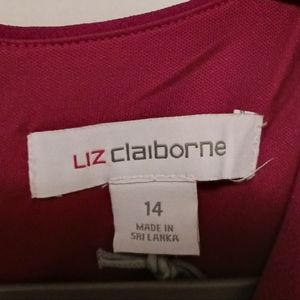 LIZ claiborne
14
MADE IN
SRI LANKA